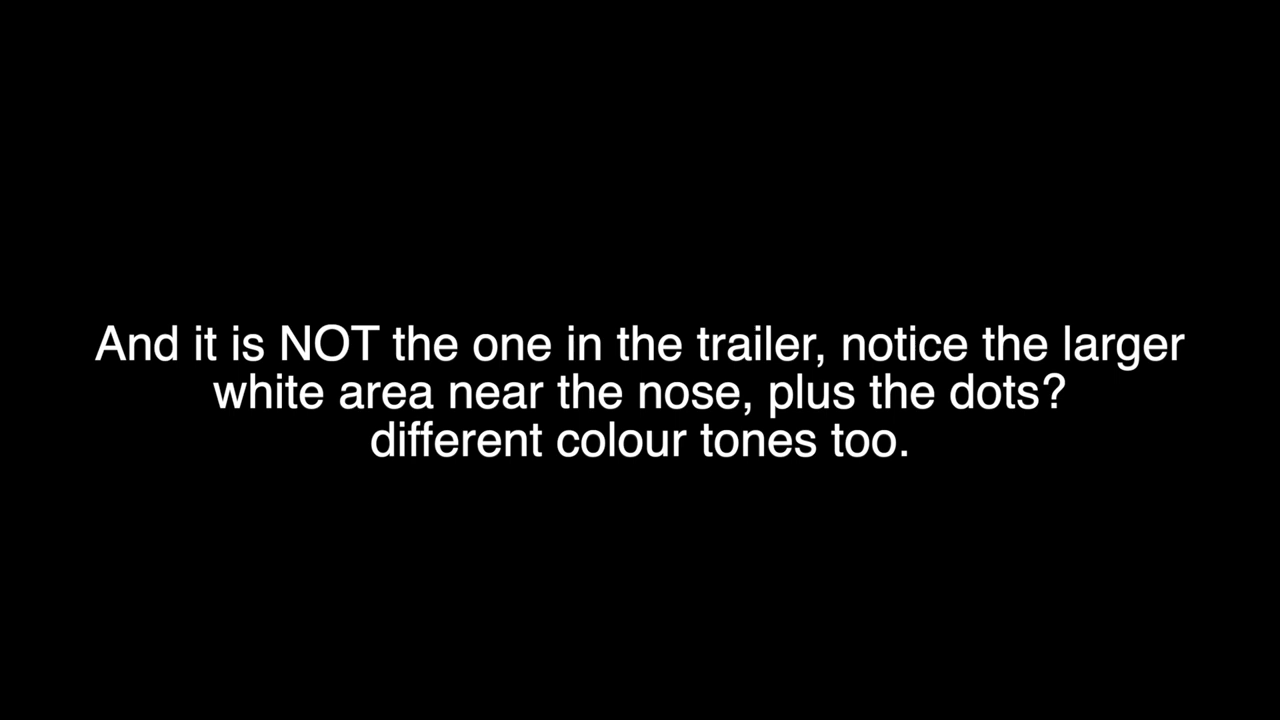 And it is NOT the one in the trailer, notice the larger
white area near the nose, plus the dots?
different colour tones too.